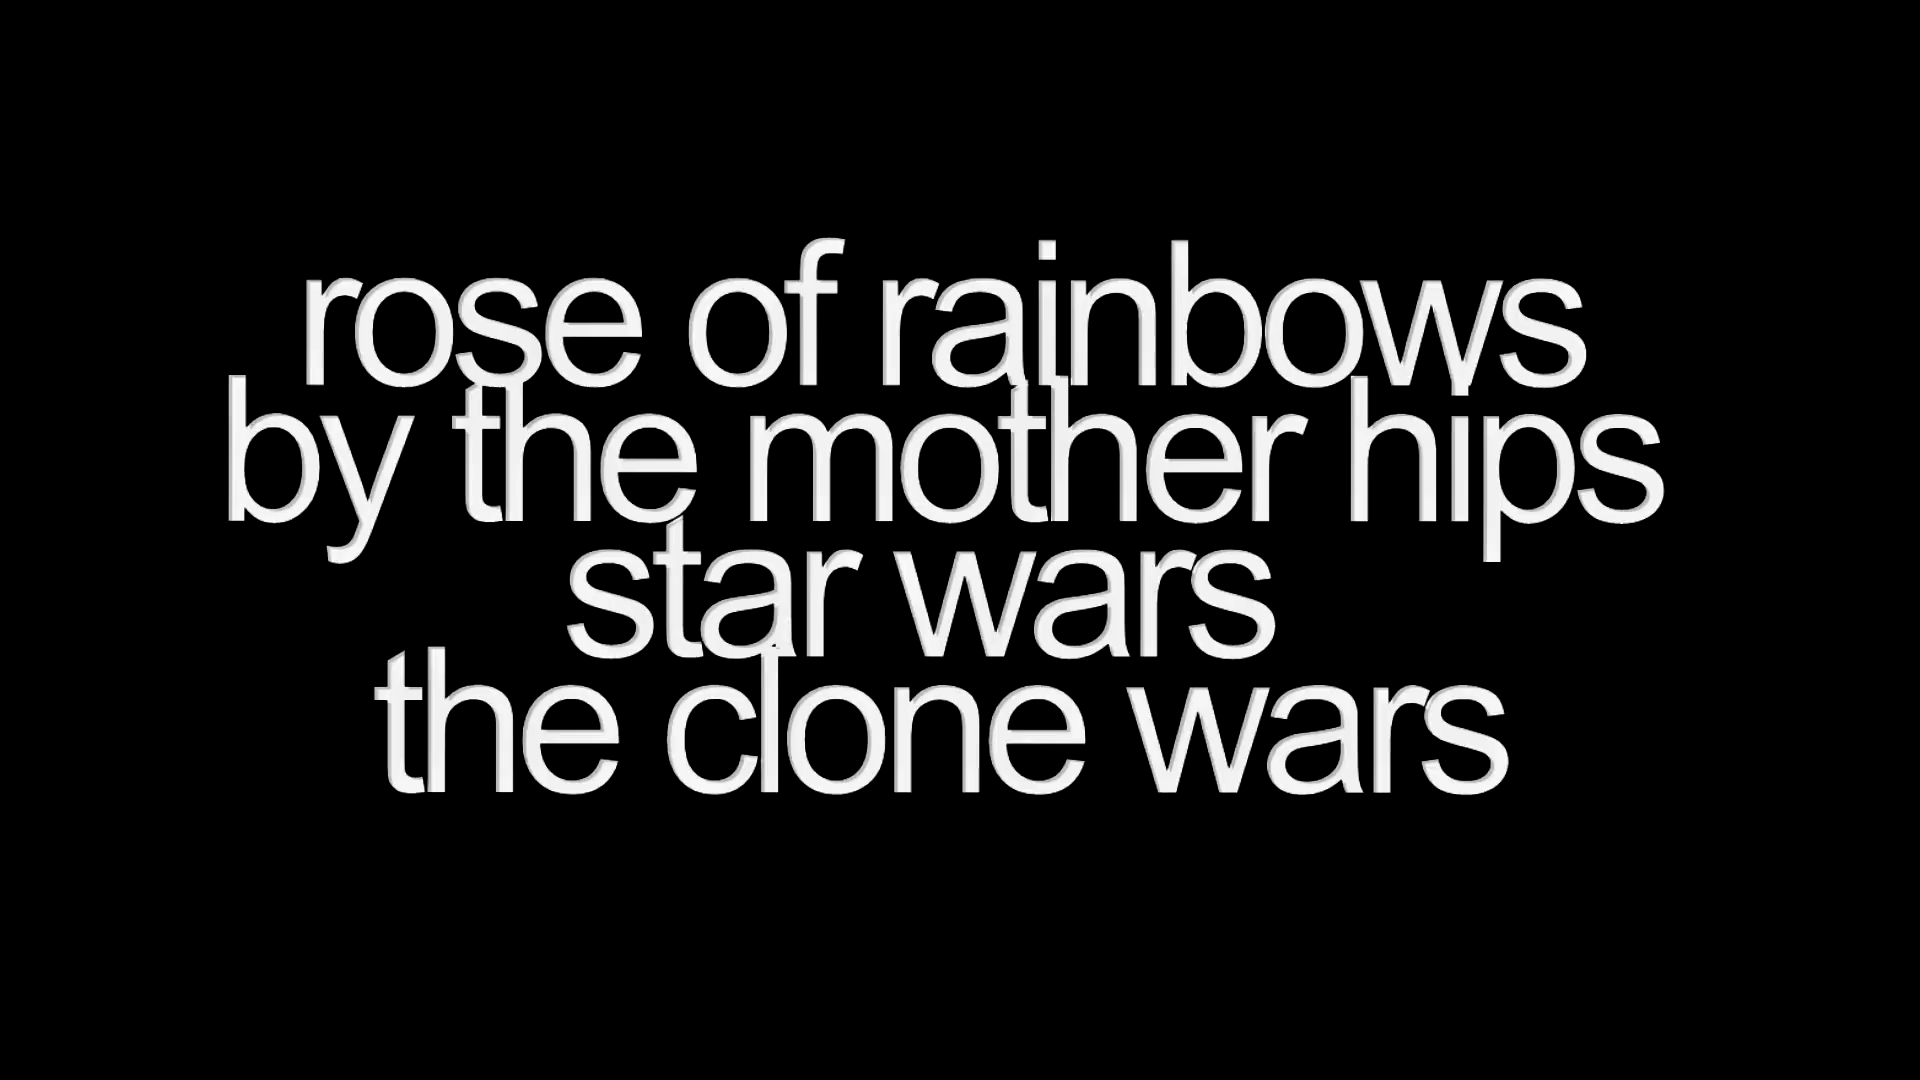 rose of rainbows
by the mother hips
star wars
the clone wars